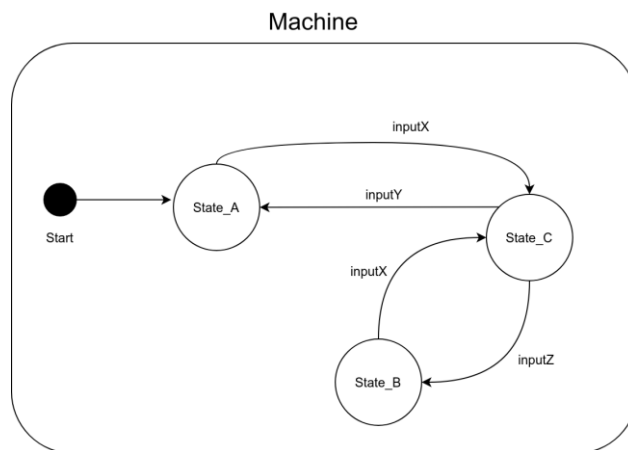 Machine
inputX
State_A
inputY
Start
State_C
inputX
inputZ
State_B